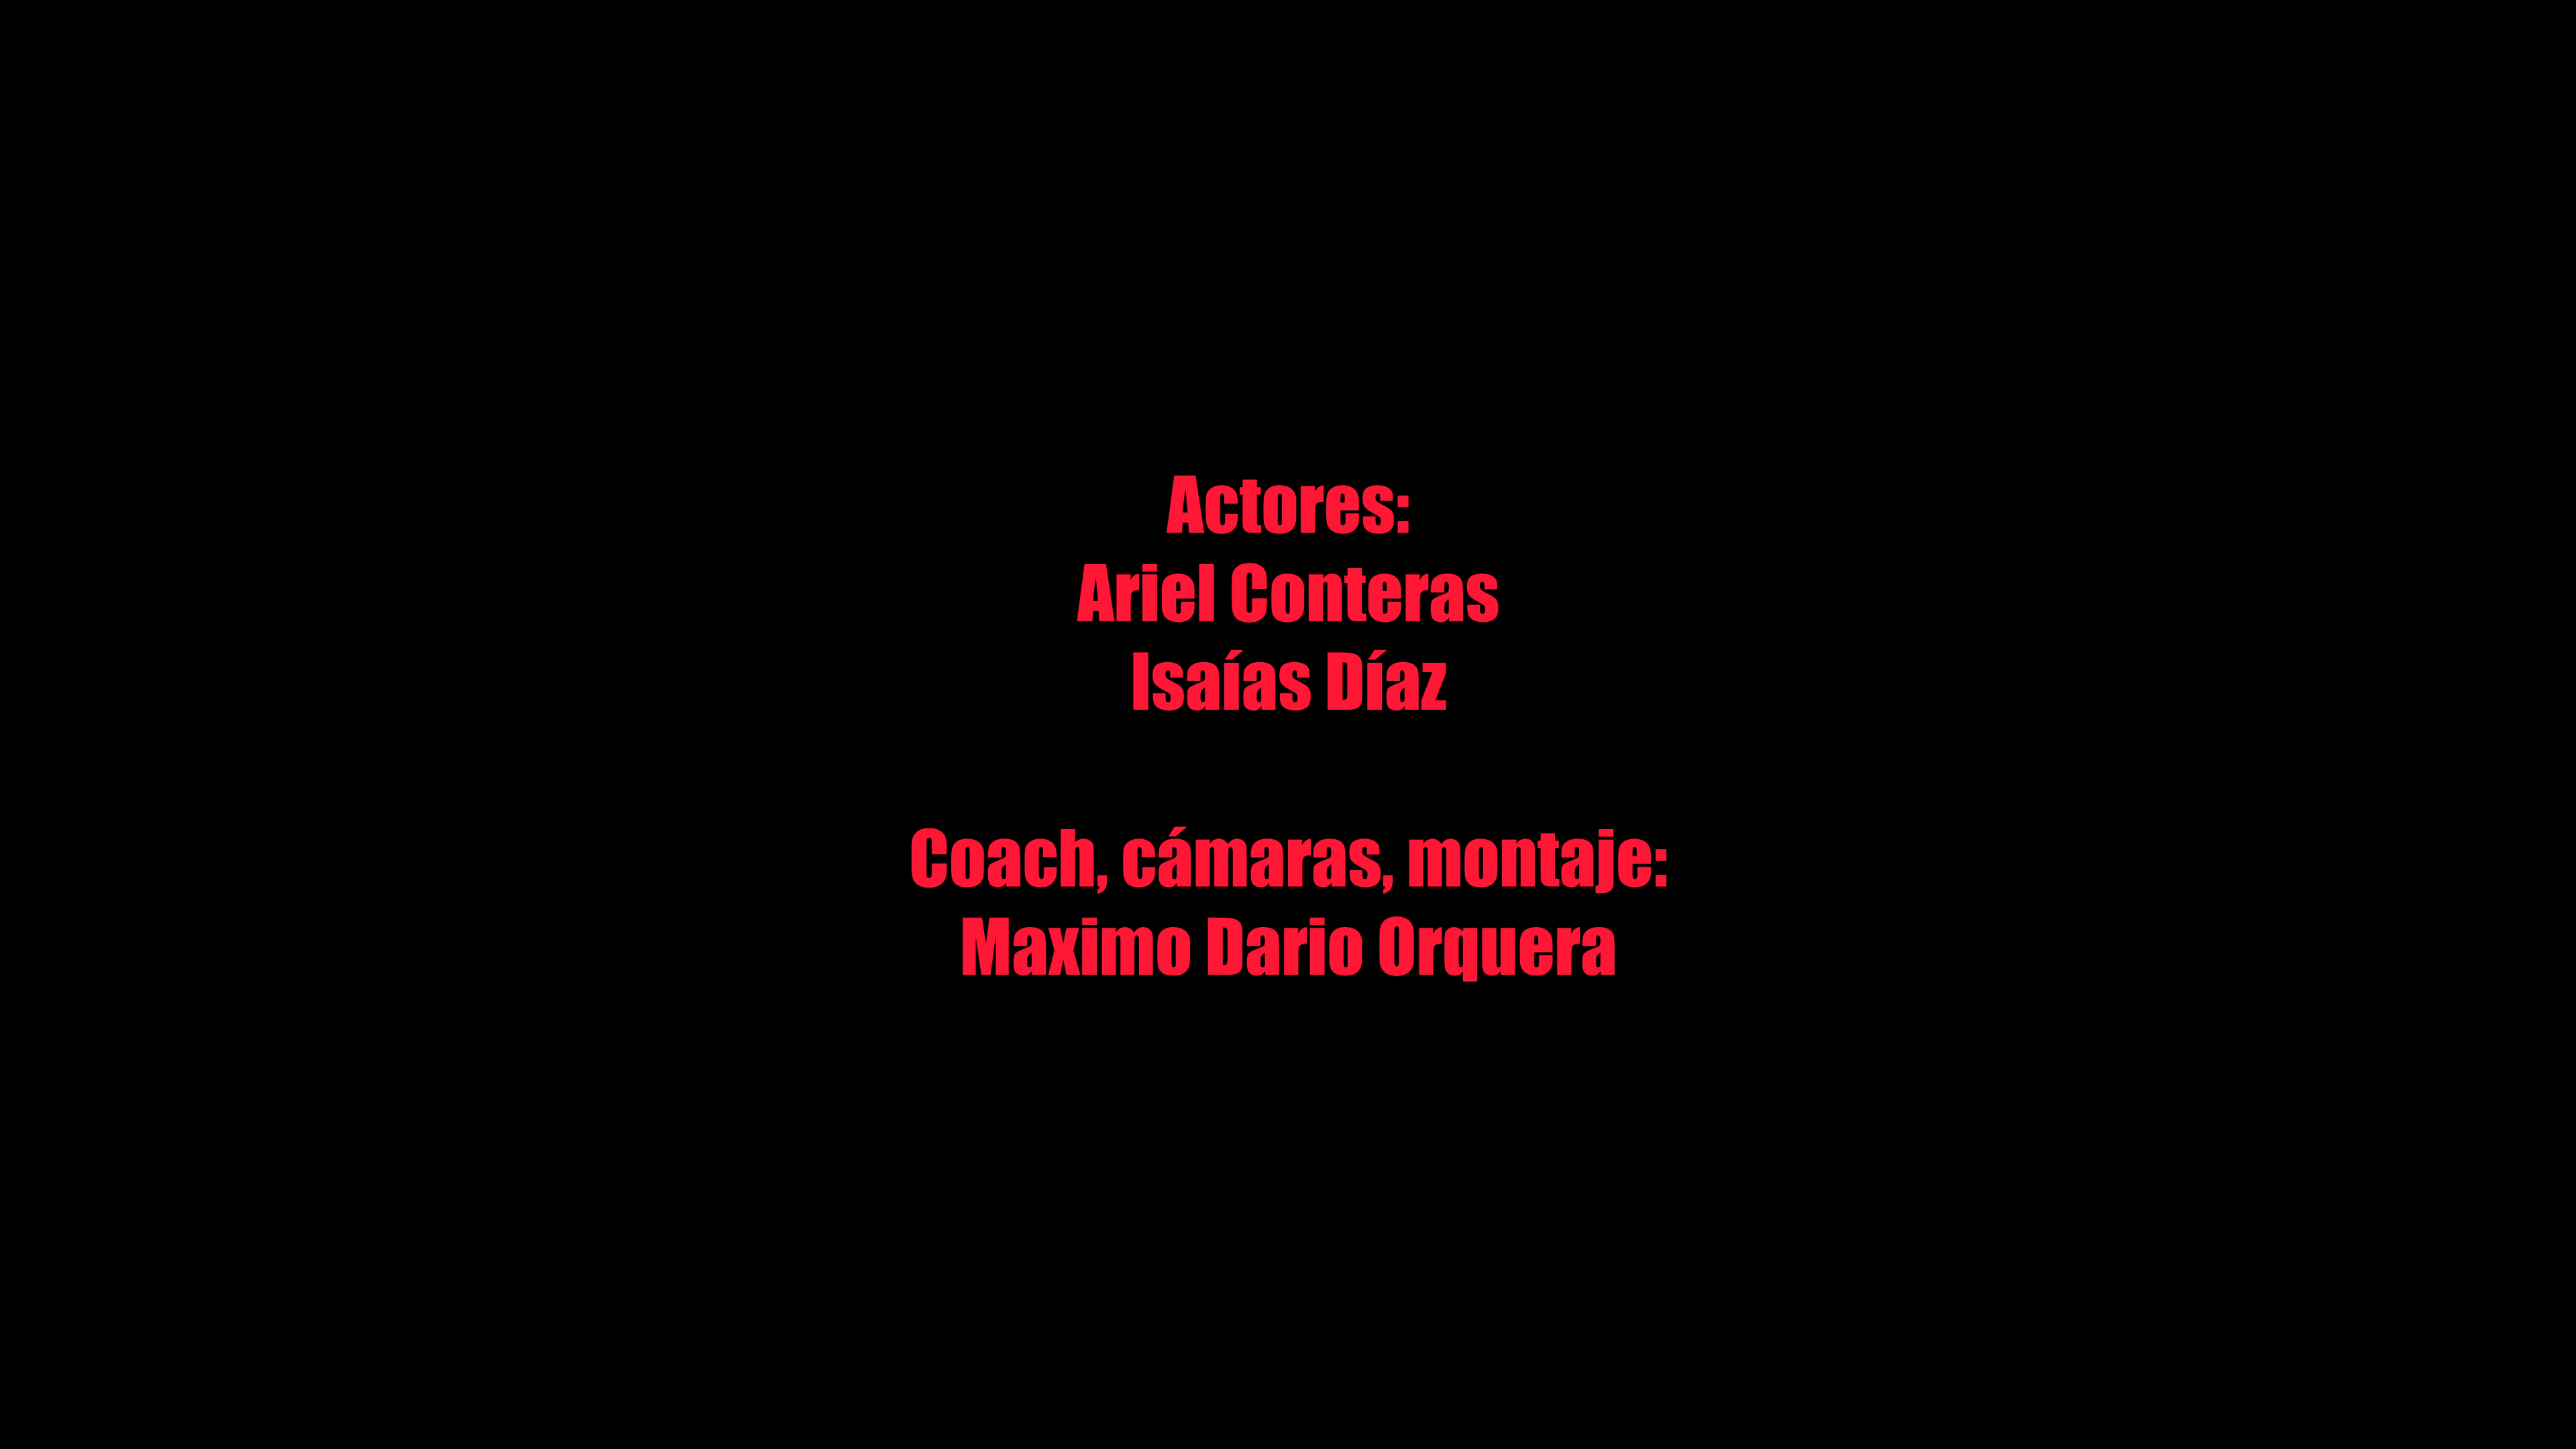 Actores:
Ariel Conteras
Isaías Díaz
Coach, cámaras, montaje:
Maximo Dario Orquera